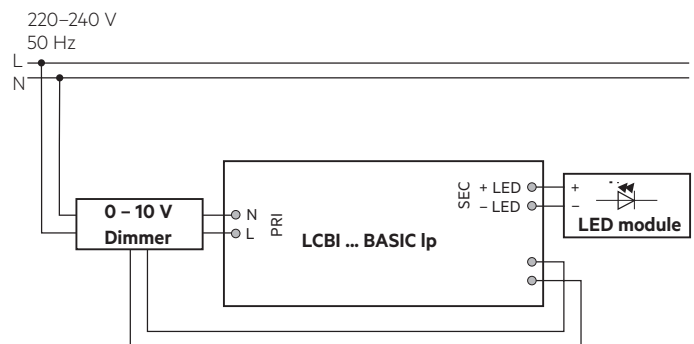 220–240 V
50 Hz
L
N
0 – 10 V
Dimmer
N
L
PRI
LCBI ... BASIC lp
SEC
+ LED
– LED
+
–
LED module